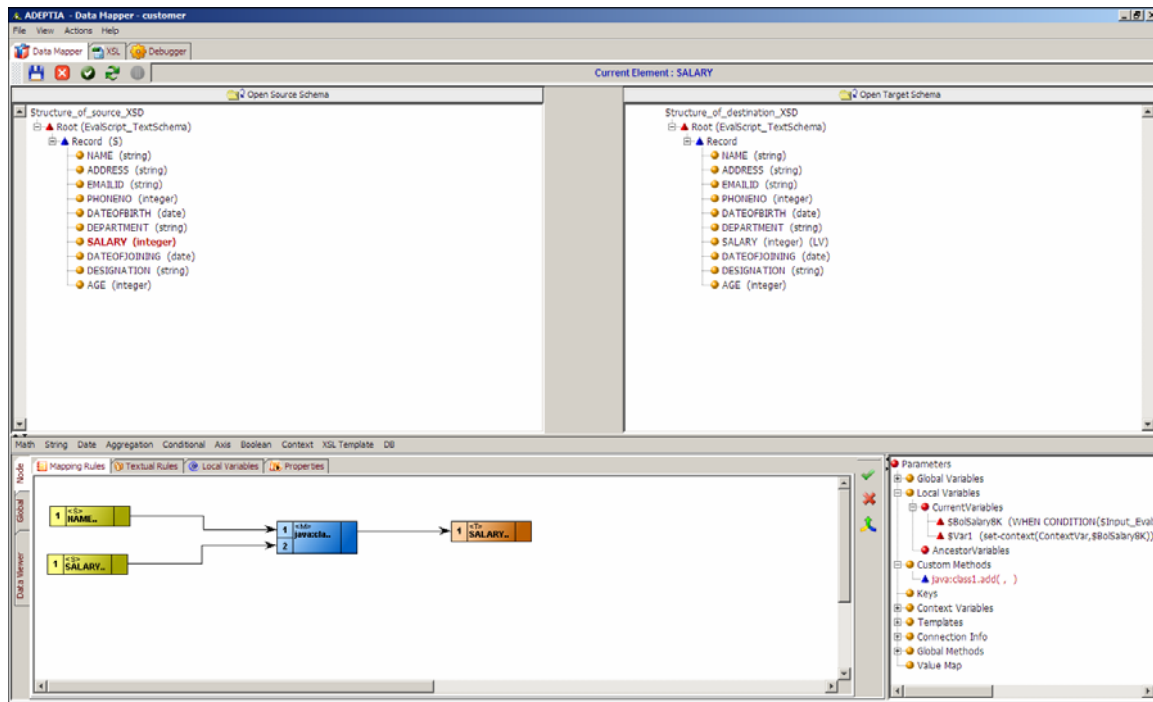 ADEPTIA - Data Mapper - customer
File View Actions Help
Data Mapper XSL Debugger
Current Element : SALARY
Open Source Schema
Open Target Schema
Structure_of_source_XSD
Root (EvalScript_TextSchema)
Record ($)
NAME (string)
ADDRESS (string)
EMAILID (string)
PHONENO (integer)
DATEOFBIRTH (date)
DEPARTMENT (string)
SALARY (integer)
DATEOFJOINING (date)
DESIGNATION (string)
AGE (integer)
Structure_of_destination_XSD
Root (EvalScript_TextSchema)
Record
NAME (string)
ADDRESS (string)
EMAILID (string)
PHONENO (integer)
DATEOFBIRTH (date)
DEPARTMENT (string)
SALARY (integer) (LV)
DATEOFJOINING (date)
DESIGNATION (string)
AGE (integer)
Math String Date Aggregation Conditional Axis Boolean Context XSL Template DB
Node
Global
Data Viewer
Mapping Rules Textual Rules Local Variables Properties
1 <S> NAME..
1 <S> SALARY..
1 <M> java:cla..
2
1 <T> SALARY..
Parameters
Global Variables
Local Variables
CurrentVariables
$BolSalary8K (WHEN CONDITION($Input_Eval
$Var1 (set-context(ContextVar,$BolSalary8K))
AncestorVariables
Custom Methods
java:class1.add( , )
Keys
Context Variables
Templates
Connection Info
Global Methods
Value Map